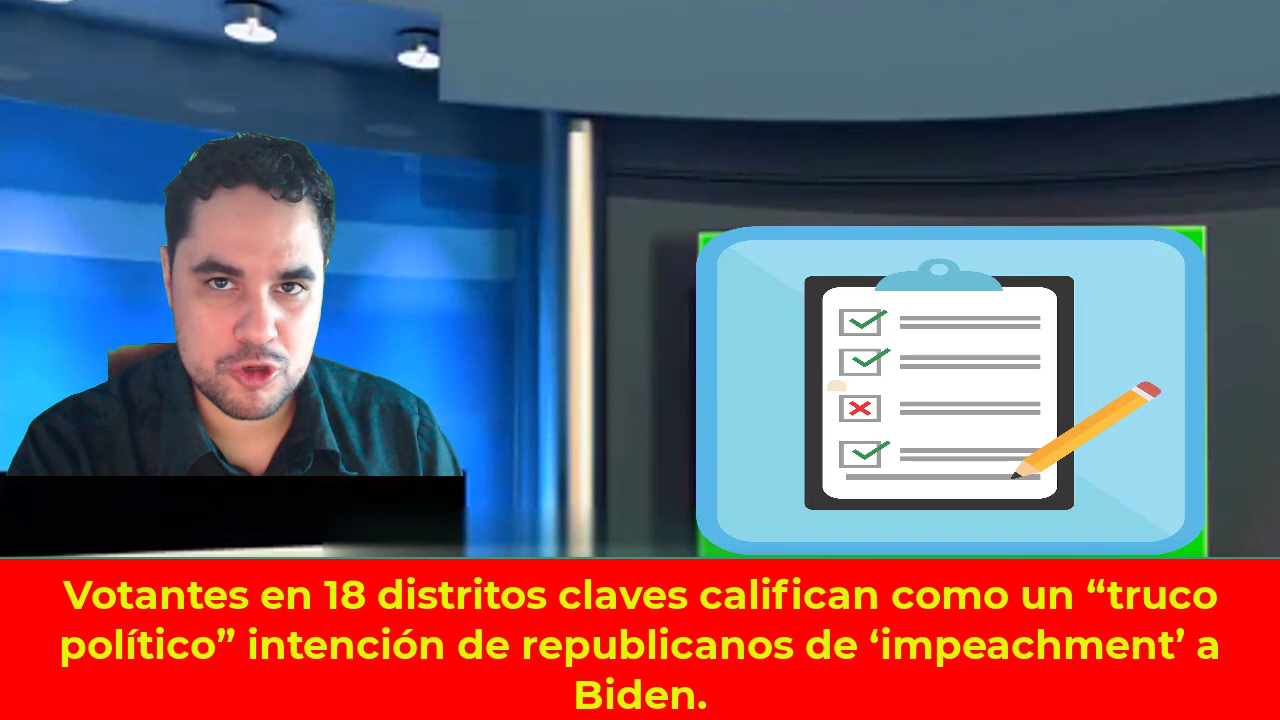 Votantes en 18 distritos claves califican como un “truco
político” intención de republicanos de ‘impeachment’ a
Biden.